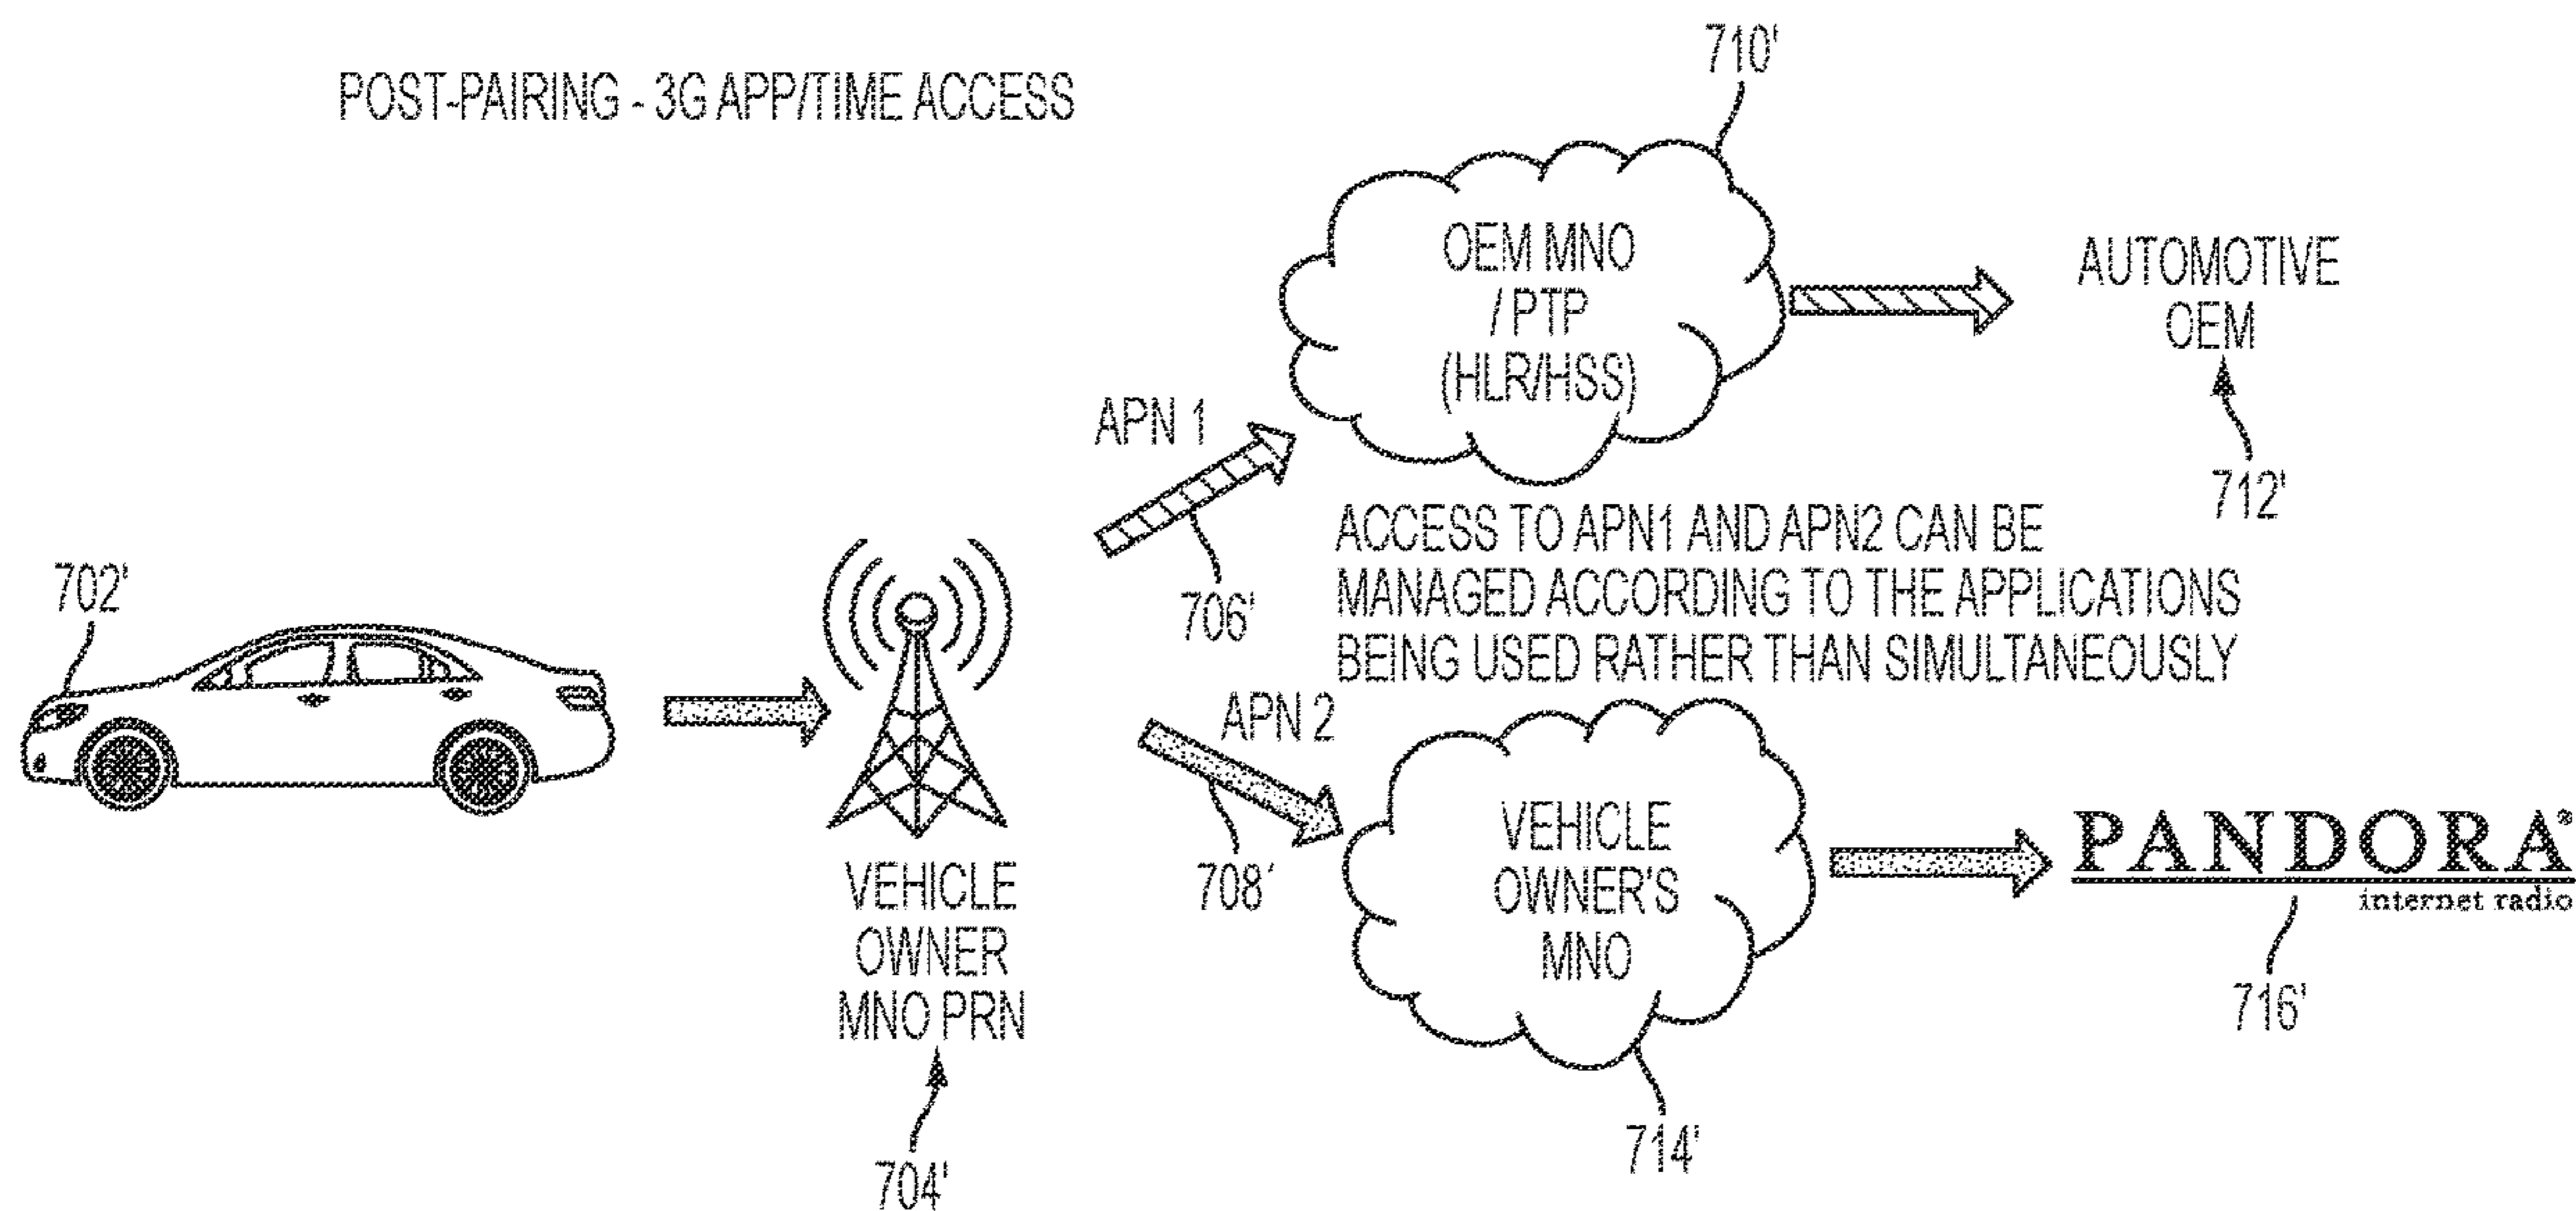 POST-PAIRING - 3G APP/TIME ACCESS
710'
OEM MNO
/ PTP
(HLR/HSS)
AUTOMOTIVE
OEM
712'
APN 1
706'
ACCESS TO APN1 AND APN2 CAN BE
MANAGED ACCORDING TO THE APPLICATIONS
BEING USED RATHER THAN SIMULTANEOUSLY
702'
VEHICLE
OWNER
MNO PRN
704'
APN 2
708'
VEHICLE
OWNER'S
MNO
714'
PANDORA®
internet radio
716'